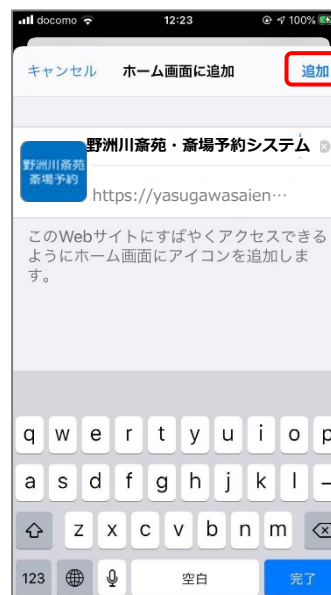 docomo 12:23 100%
キャンセル ホーム画面に追加 追加
野洲川斎苑・斎場予約システム
野洲川斎苑
斎場予約
https://yasugawasaien…
このWebサイトにすばやくアクセスできる
ようにホーム画面にアイコンを追加しま
す。
q w e r t y u i o p
a s d f g h j k l –
z x c v b n m
123 空白 完了